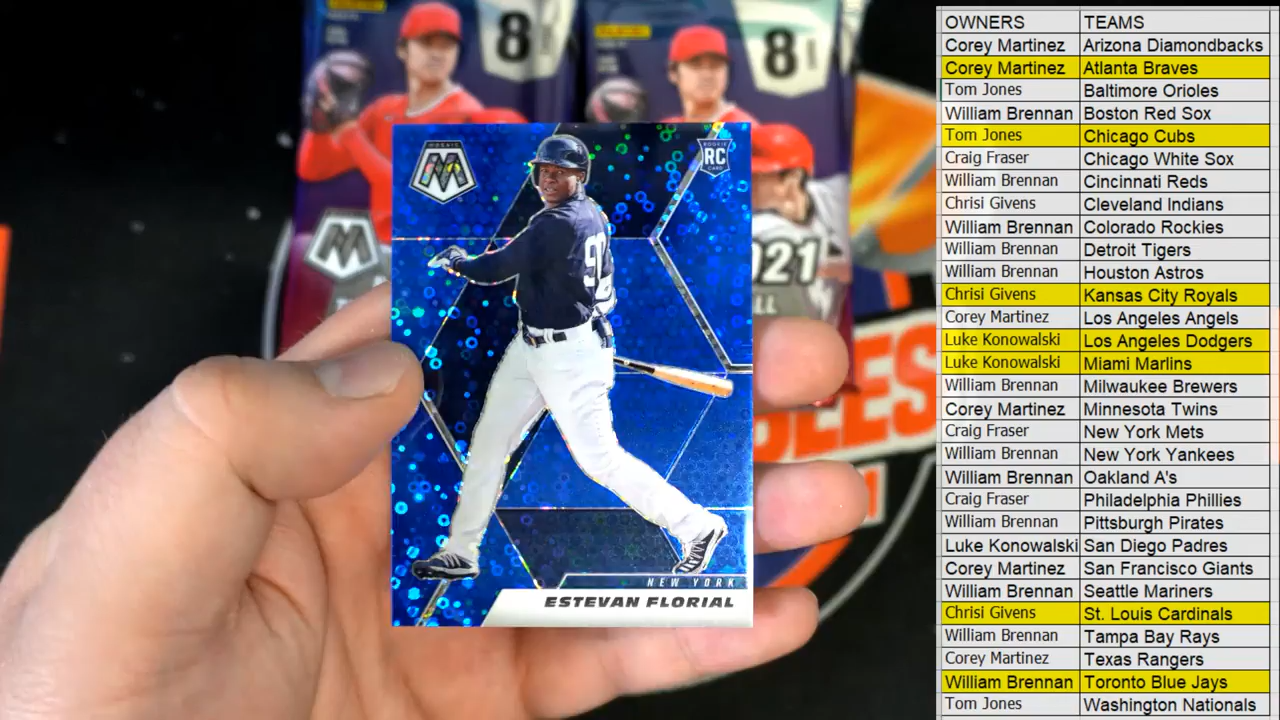 8
8
MOSAIC
ROOKIE
RC
CARD
92
2021
NEW YORK
ESTEVAN FLORIAL
OWNERS TEAMS
Corey Martinez Arizona Diamondbacks
Corey Martinez Atlanta Braves
Tom Jones Baltimore Orioles
William Brennan Boston Red Sox
Tom Jones Chicago Cubs
Craig Fraser Chicago White Sox
William Brennan Cincinnati Reds
Chrisi Givens Cleveland Indians
William Brennan Colorado Rockies
William Brennan Detroit Tigers
William Brennan Houston Astros
Chrisi Givens Kansas City Royals
Corey Martinez Los Angeles Angels
Luke Konowalski Los Angeles Dodgers
Luke Konowalski Miami Marlins
William Brennan Milwaukee Brewers
Corey Martinez Minnesota Twins
Craig Fraser New York Mets
William Brennan New York Yankees
William Brennan Oakland A's
Craig Fraser Philadelphia Phillies
William Brennan Pittsburgh Pirates
Luke Konowalski San Diego Padres
Corey Martinez San Francisco Giants
William Brennan Seattle Mariners
Chrisi Givens St. Louis Cardinals
William Brennan Tampa Bay Rays
Corey Martinez Texas Rangers
William Brennan Toronto Blue Jays
Tom Jones Washington Nationals